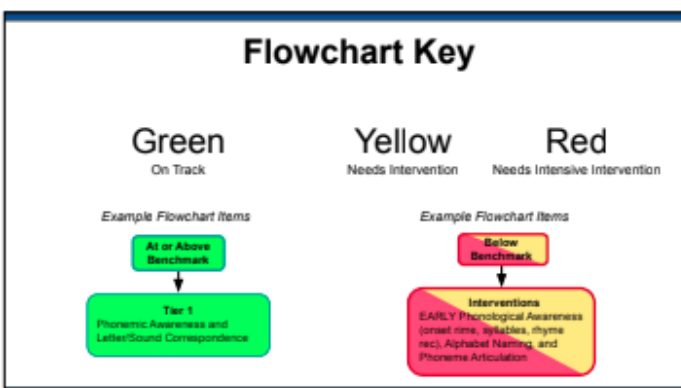 Flowchart Key
Green
On Track
Yellow
Needs Intervention
Red
Needs Intensive Intervention
Example Flowchart Items
At or Above
Benchmark
Tier 1
Phonemic Awareness and
Letter/Sound Correspondence
Example Flowchart Items
Below
Benchmark
Interventions
EARLY Phonological Awareness
(onset rime, syllables, rhyme
rec), Alphabet Naming, and
Phoneme Articulation